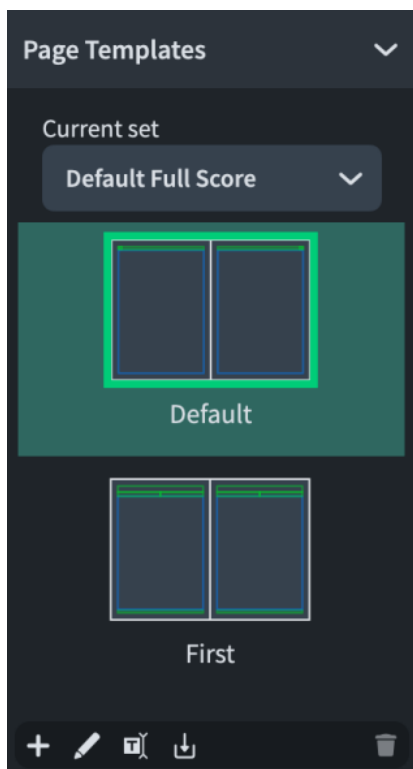 Page Templates
Current set
Default Full Score
Default
First